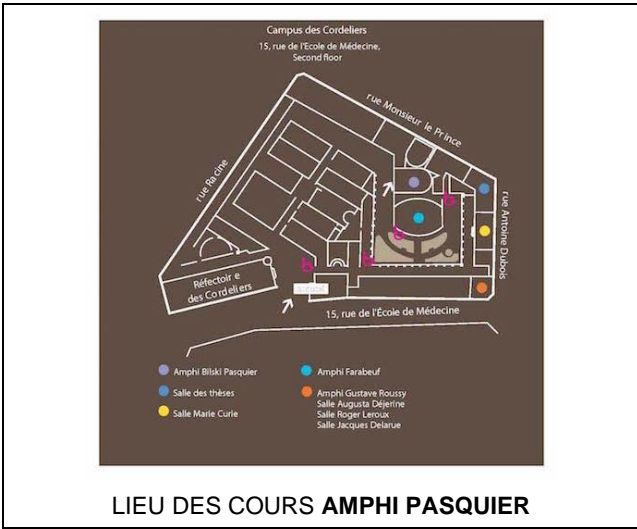 Campus des Cordeliers
15, rue de l'Ecole de Médecine,
Second floor
rue Monsieur le Prince
rue Racine
rue Antoine Dubois
Réfectoir e
des Cordeliers
15, rue de l'École de Médecine
Amphi Bilski Pasquier
Amphi Farabeuf
Salle des thèses
Amphi Gustave Roussy
Salle Augusta Déjerine
Salle Marie Curie
Salle Roger Leroux
Salle Jacques Delarue
LIEU DES COURS AMPHI PASQUIER